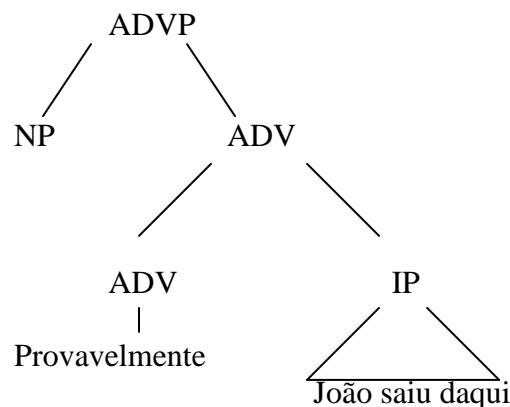 ADVP
NP ADV
ADV IP
Provavelmente
João saiu daqui